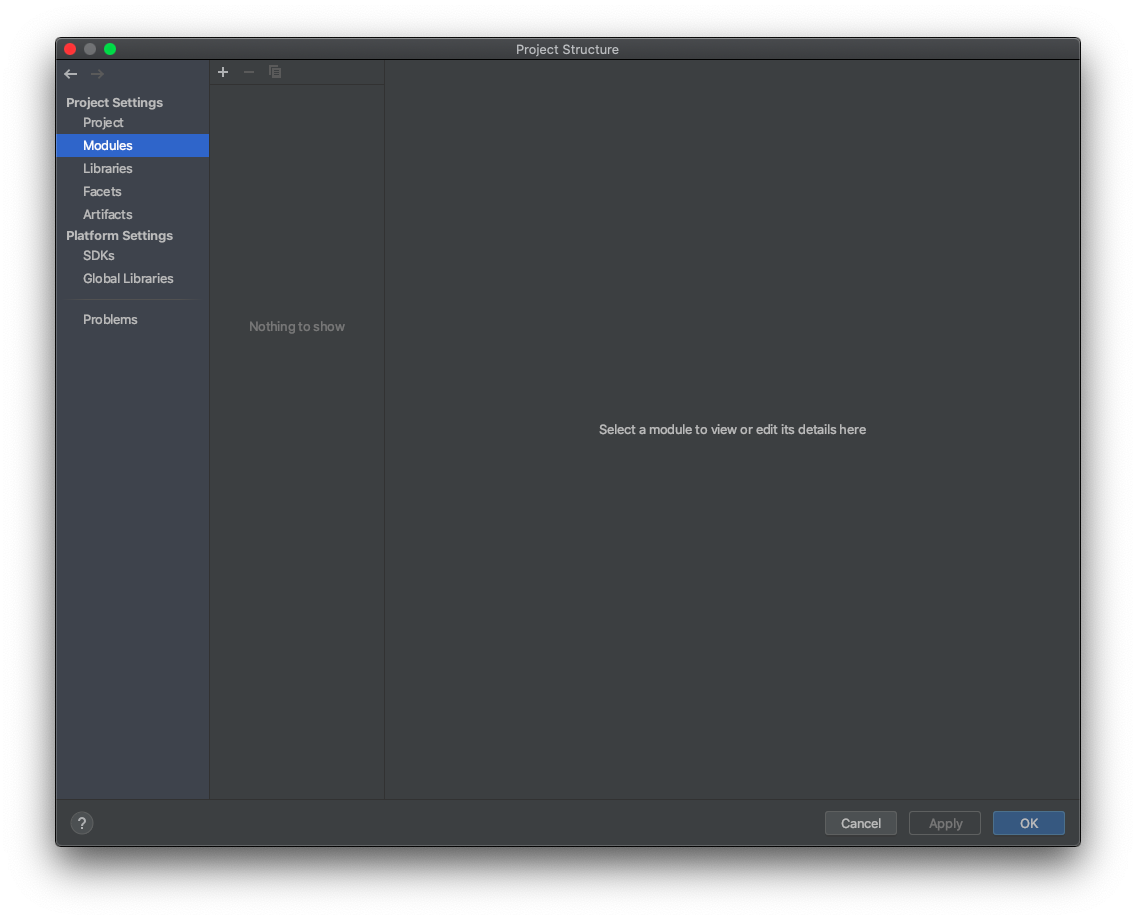 Project Structure
Project Settings
Project
Modules
Libraries
Facets
Artifacts
Platform Settings
SDKs
Global Libraries
Problems
Nothing to show
Select a module to view or edit its details here
?
Cancel
Apply
OK